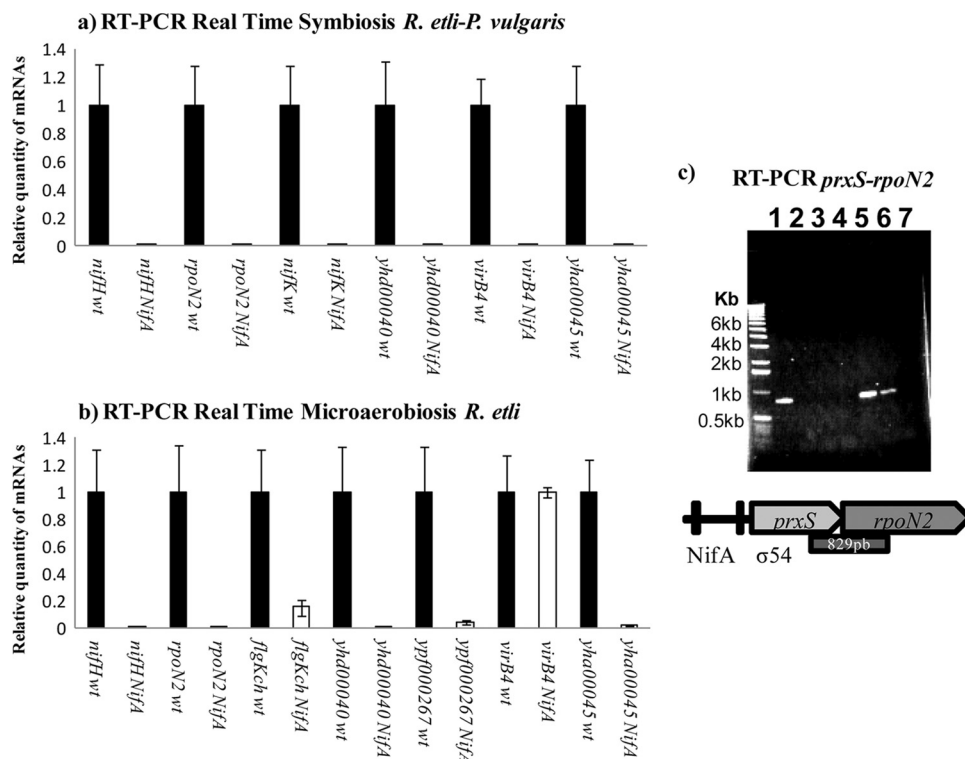 a) RT-PCR Real Time Symbiosis R. etli-P. vulgaris
Relative quantity of mRNAs
1.4
1.2
1
0.8
0.6
0.4
0.2
0
nifH wt
nifH NifA
rpoN2 wt
rpoN2 NifA
nifK wt
nifK NifA
yhd00040 wt
yhd00040 NifA
virB4 wt
virB4 NifA
yha00045 wt
yha00045 NifA
b) RT-PCR Real Time Microaerobiosis R. etli
Relative quantity of mRNAs
1.4
1.2
1
0.8
0.6
0.4
0.2
0
nifH wt
nifH NifA
rpoN2 wt
rpoN2 NifA
flgKch wt
flgKch NifA
yhd00040 wt
yhd00040 NifA
ypf000267 wt
ypf000267 NifA
virB4 wt
virB4 NifA
yha00045 wt
yha00045 NifA
c)
RT-PCR prxS-rpoN2
1 2 3 4 5 6 7
Kb
6kb
4kb
2kb
1kb
0.5kb
prxS rpoN2
829pb
NifA σ54